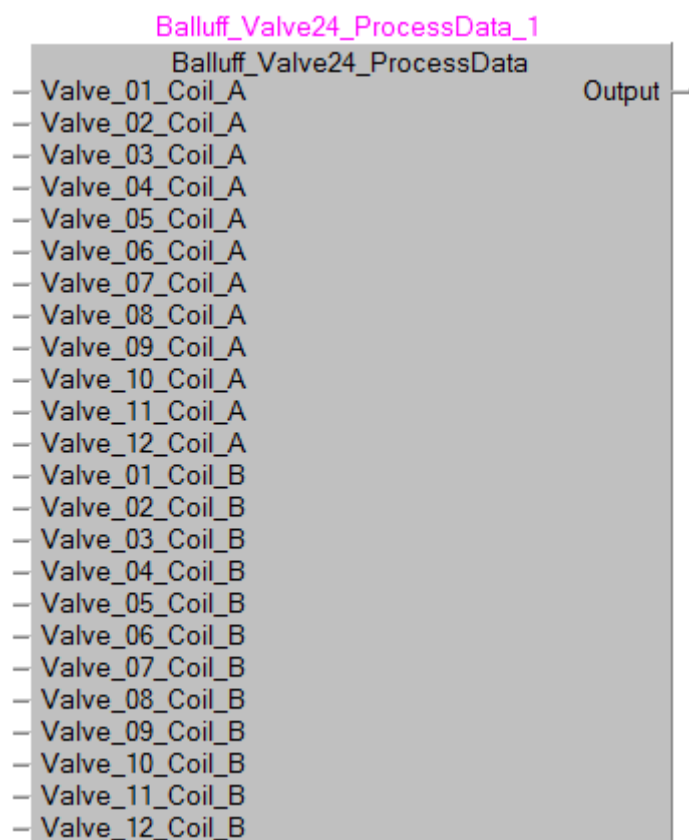 Balluff_Valve24_ProcessData_1
Balluff_Valve24_ProcessData
Valve_01_Coil_A Output
Valve_02_Coil_A
Valve_03_Coil_A
Valve_04_Coil_A
Valve_05_Coil_A
Valve_06_Coil_A
Valve_07_Coil_A
Valve_08_Coil_A
Valve_09_Coil_A
Valve_10_Coil_A
Valve_11_Coil_A
Valve_12_Coil_A
Valve_01_Coil_B
Valve_02_Coil_B
Valve_03_Coil_B
Valve_04_Coil_B
Valve_05_Coil_B
Valve_06_Coil_B
Valve_07_Coil_B
Valve_08_Coil_B
Valve_09_Coil_B
Valve_10_Coil_B
Valve_11_Coil_B
Valve_12_Coil_B